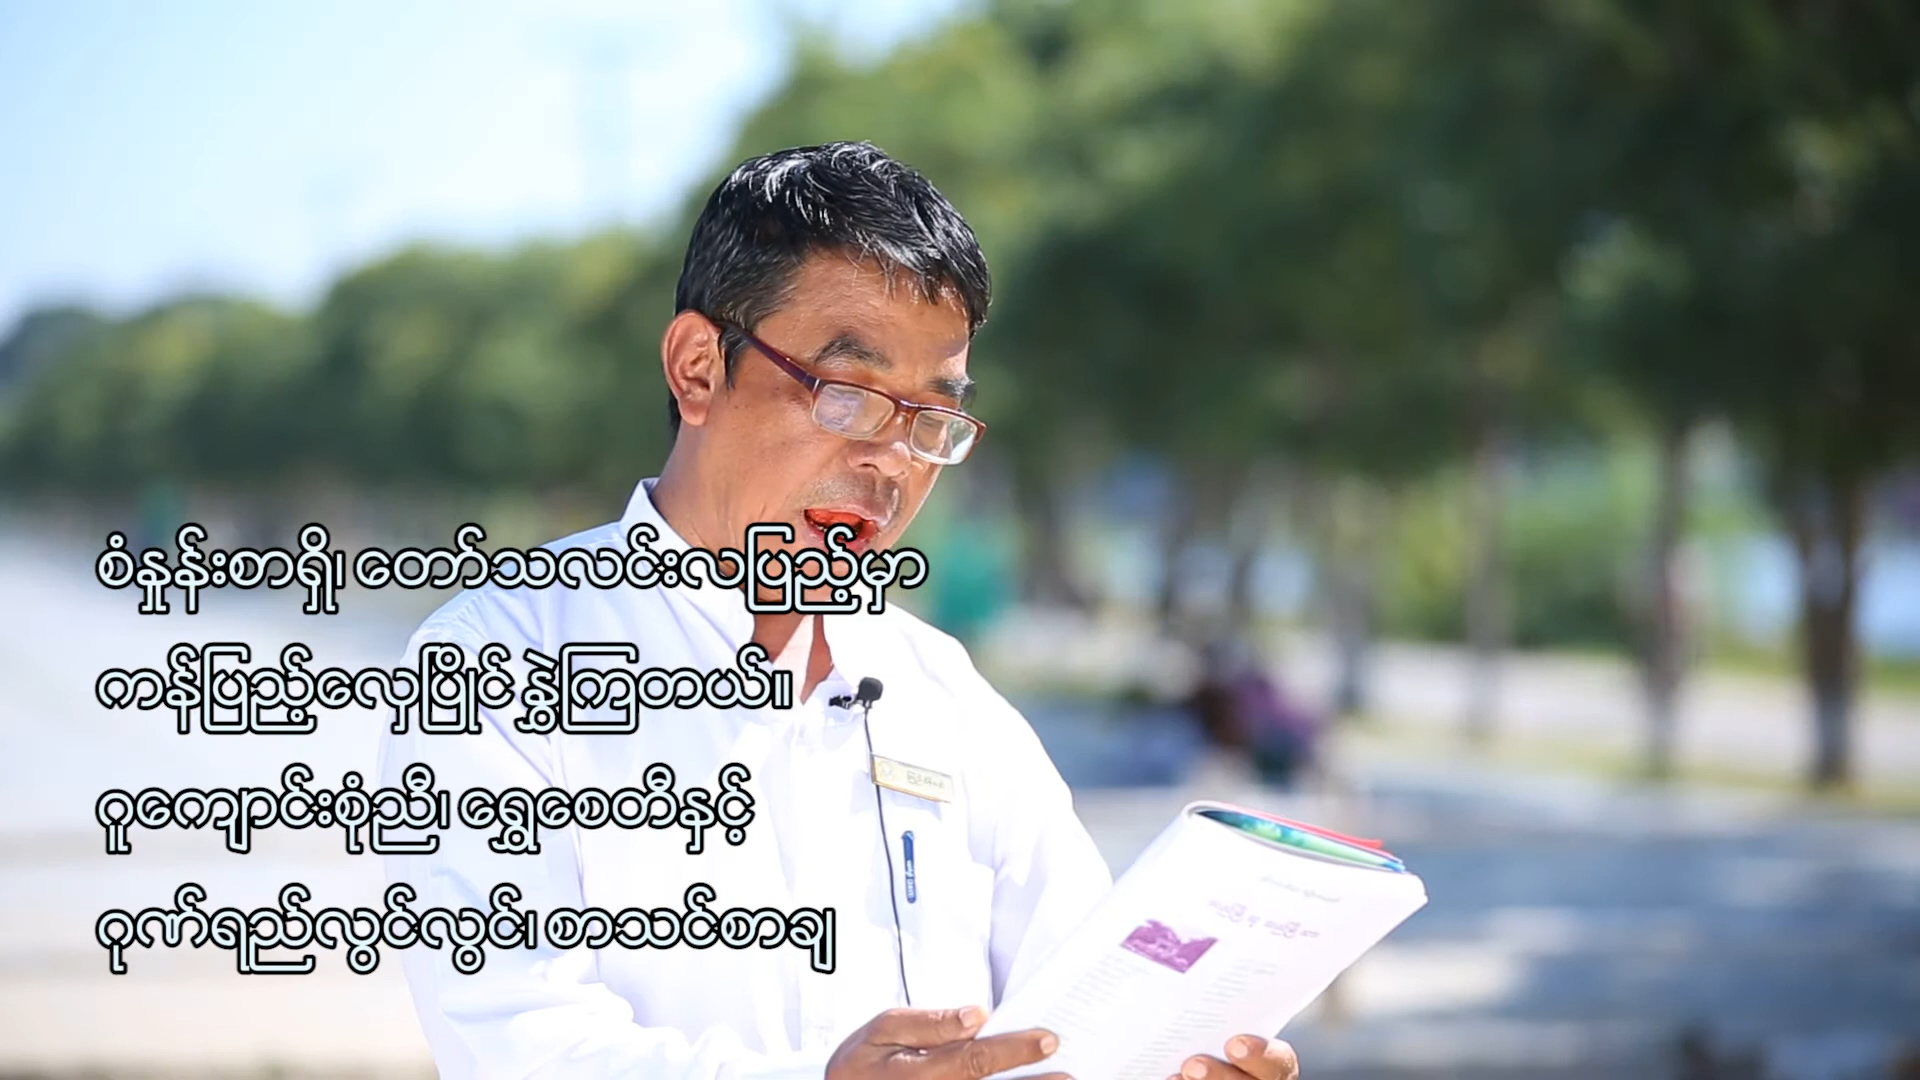 စံနှုန်းစာရှိ၊ တော်သလင်းလပြည့်မှာ
ကန်ပြည့်လှေပြိုင် နွှဲကြတယ်။
ဂူကျောင်းစုံညီ၊ ရွှေစေတီနှင့်
ဂုဏ်ရည်လွင်လွင်၊ စာသင်စာချ